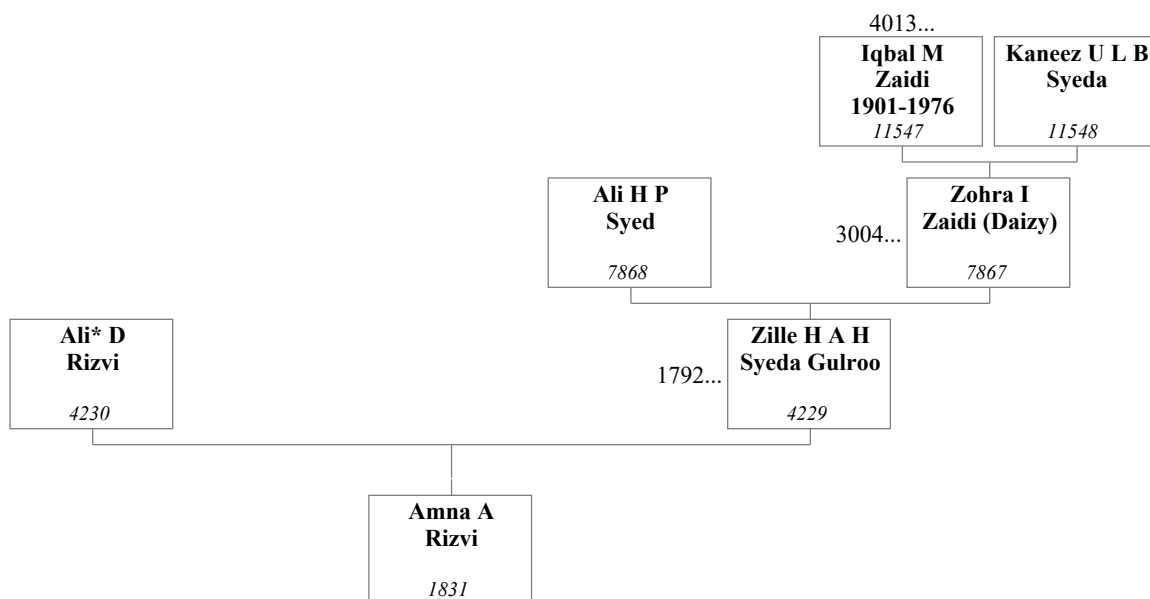 4013...
Iqbal M
Zaidi
1901-1976
11547
Kaneez U L B
Syeda
11548
Ali H P
Syed
7868
3004...
Zohra I
Zaidi (Daizy)
7867
Ali* D
Rizvi
4230
1792...
Zille H A H
Syeda Gulroo
4229
Amna A
Rizvi
1831